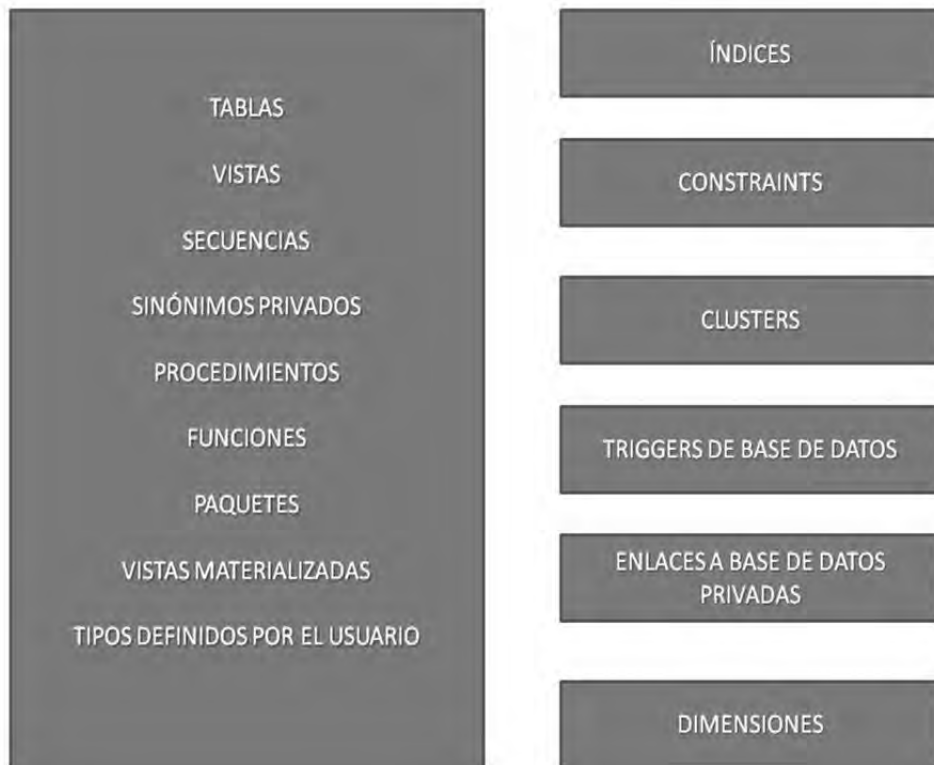 TABLAS
VISTAS
SECUENCIAS
SINÓNIMOS PRIVADOS
PROCEDIMIENTOS
FUNCIONES
PAQUETES
VISTAS MATERIALIZADAS
TIPOS DEFINIDOS POR EL USUARIO
ÍNDICES
CONSTRAINTS
CLUSTERS
TRIGGERS DE BASE DE DATOS
ENLACES A BASE DE DATOS
PRIVADAS
DIMENSIONES